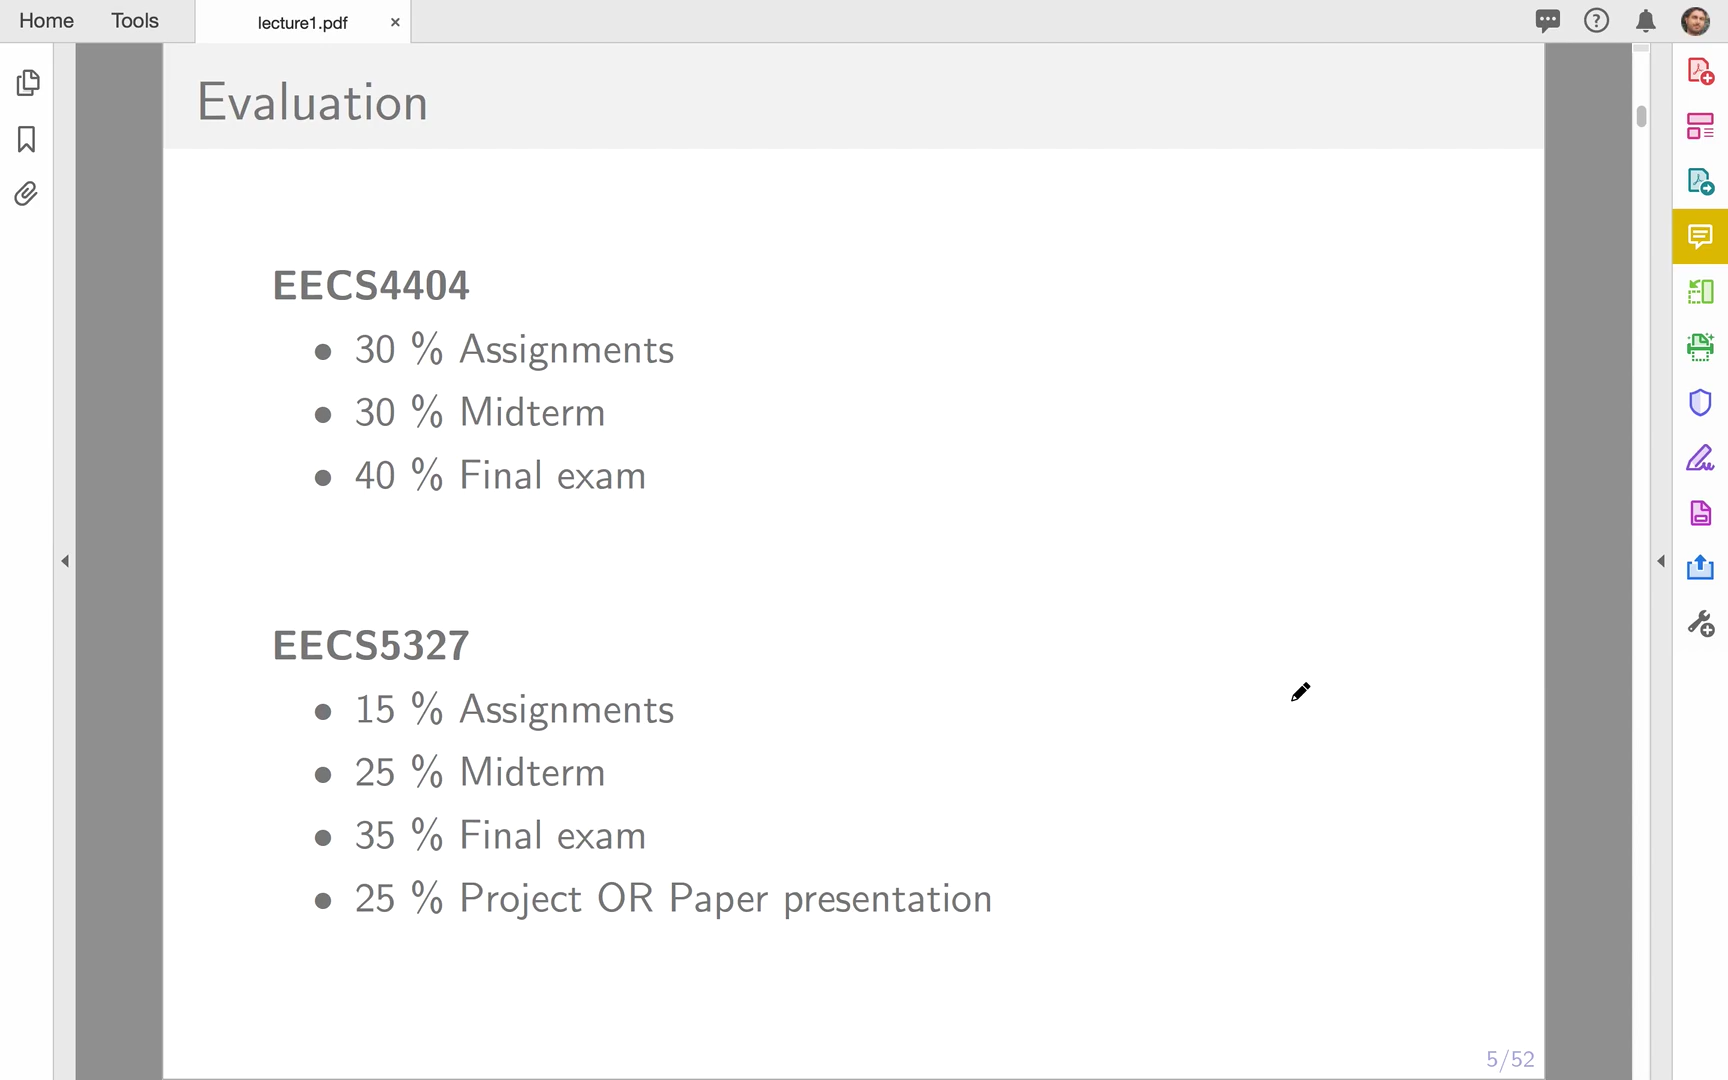 Home Tools lecture1.pdf ×
Evaluation
EECS4404
• 30 % Assignments
• 30 % Midterm
• 40 % Final exam
EECS5327
• 15 % Assignments
• 25 % Midterm
• 35 % Final exam
• 25 % Project OR Paper presentation
5/52